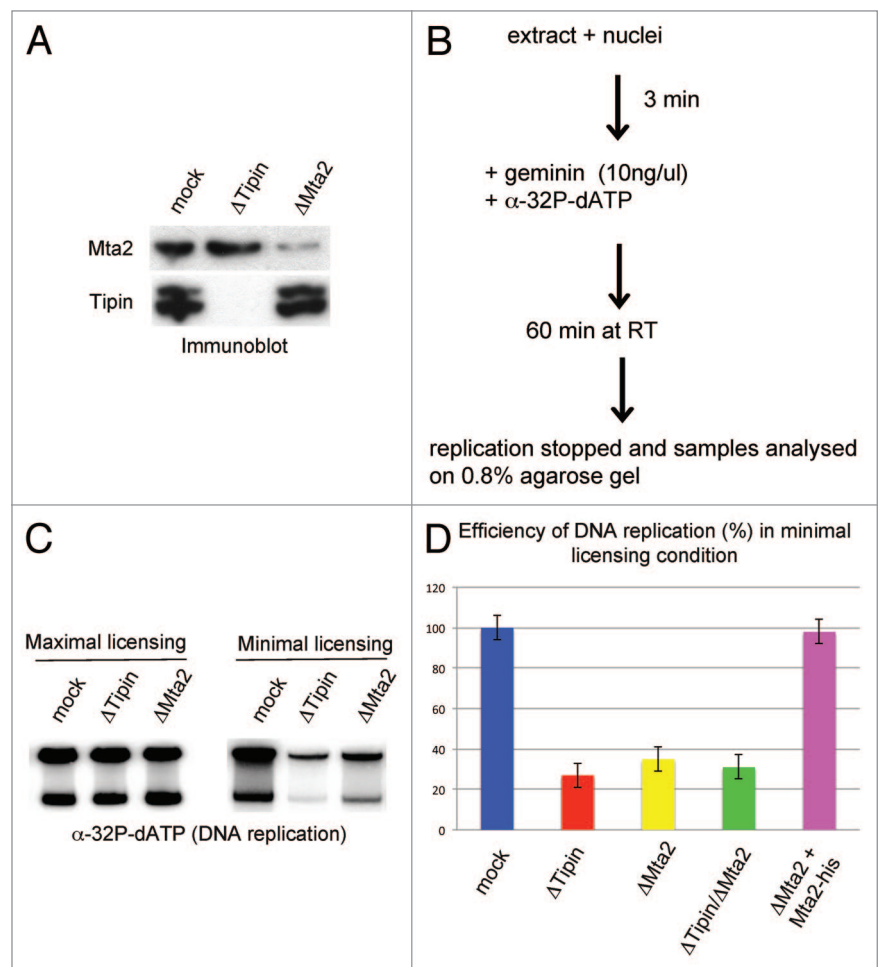 A
mock
ΔTipin
ΔMta2
Mta2
Tipin
Immunoblot
B
extract + nuclei
3 min
+ geminin (10ng/ul)
+ α-32P-dATP
60 min at RT
replication stopped and samples analysed
on 0.8% agarose gel
C
Maximal licensing
mock
ΔTipin
ΔMta2
Minimal licensing
mock
ΔTipin
ΔMta2
α-32P-dATP (DNA replication)
D
Efficiency of DNA replication (%) in minimal
licensing condition
120
100
80
60
40
20
0
mock
ΔTipin
ΔMta2
ΔTipin/ΔMta2
ΔMta2 +
Mta2-his